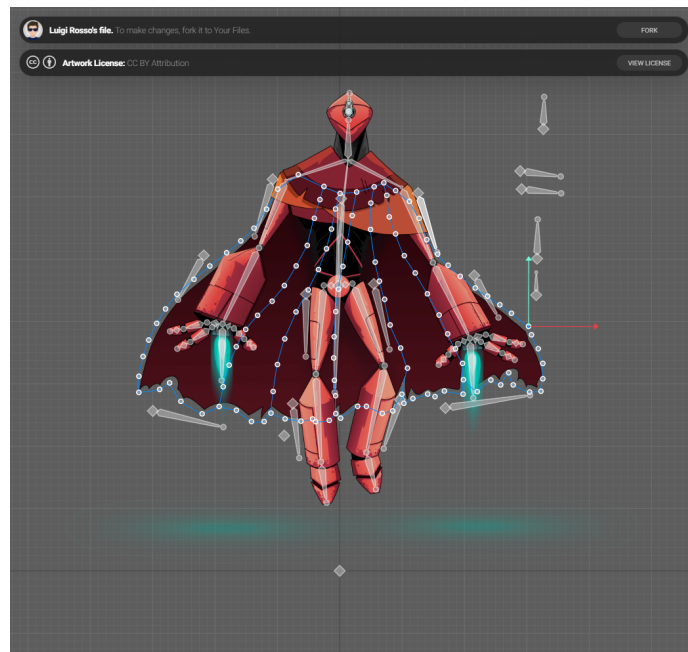 Luigi Rosso's file. To make changes, fork it to Your Files.
FORK
cc
Artwork License: CC BY Attribution
VIEW LICENSE